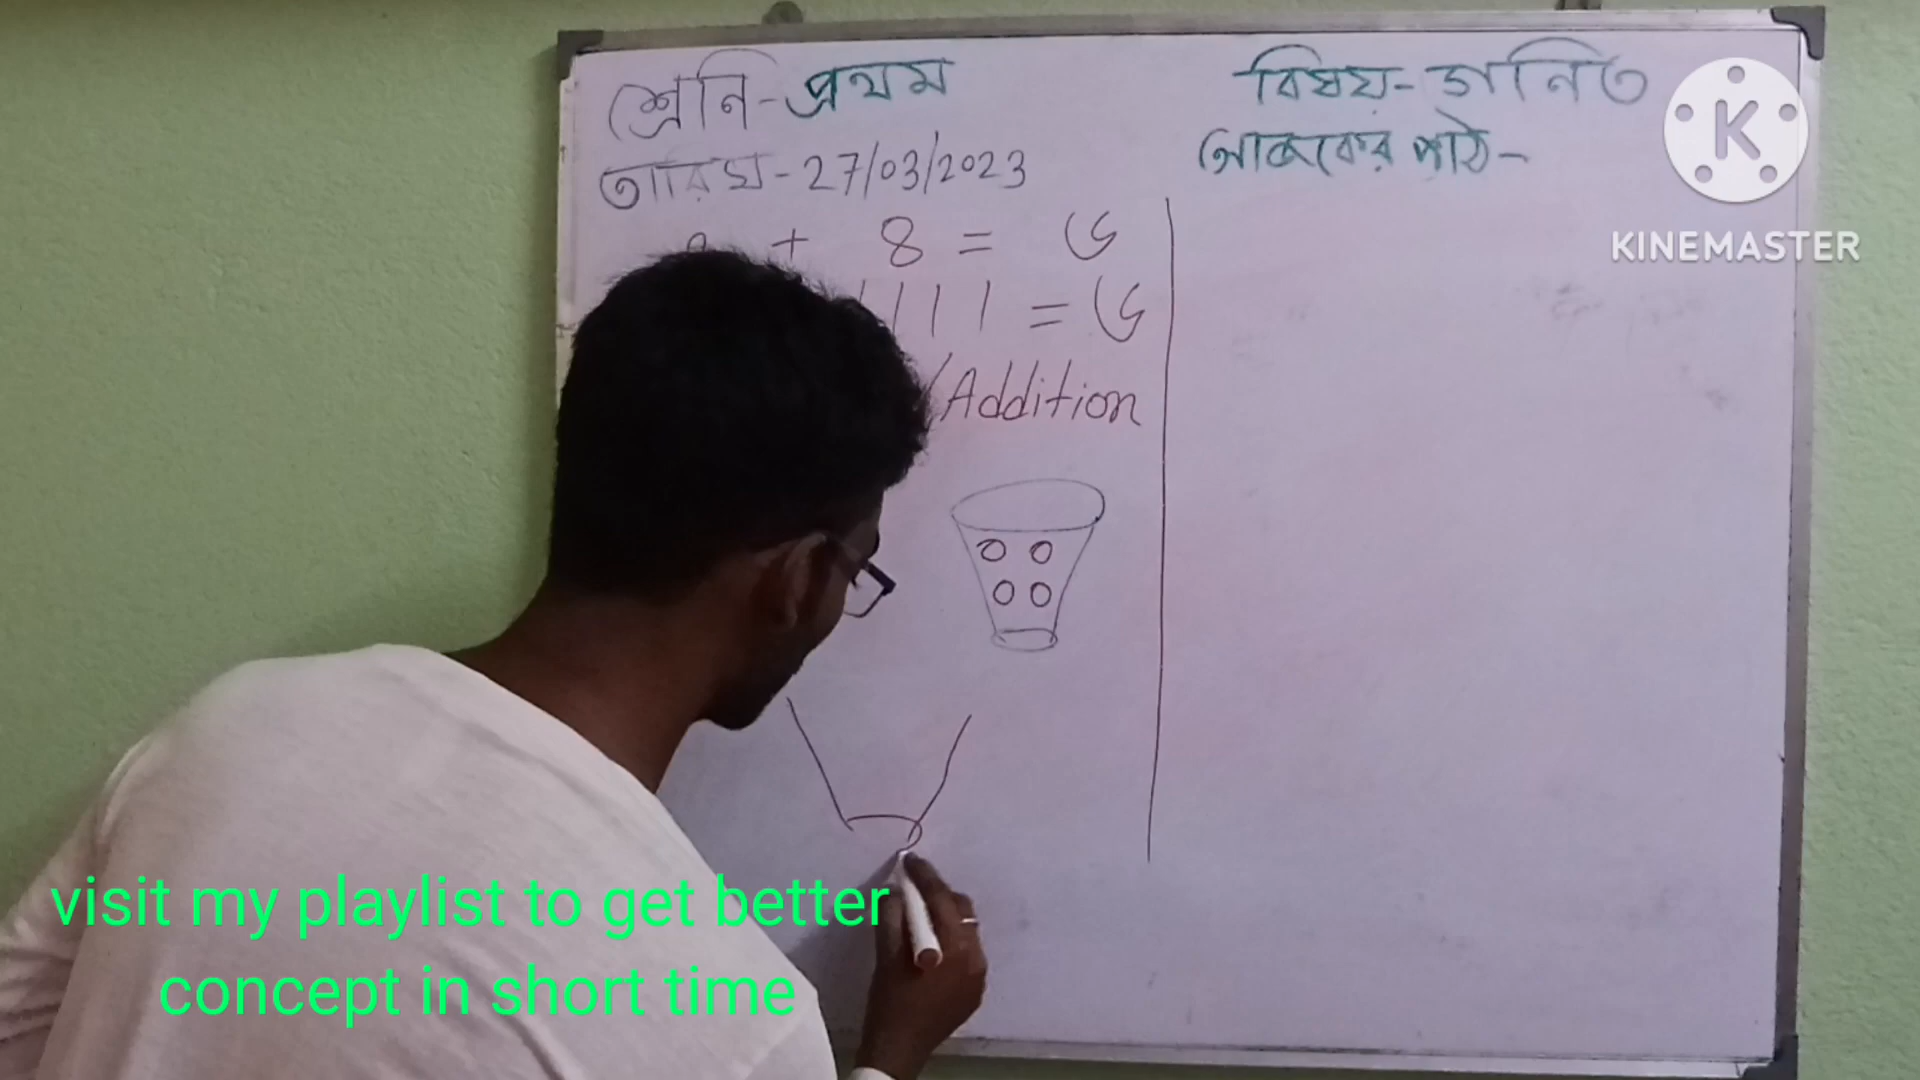 শ্রেনি-প্রথম
তারিখ-27/03/2023
বিষয়-গনিত
আজকের পাঠ-
+ ৪ = ৬
| | | = ৬
/Addition
K
KINEMASTER
visit my playlist to get better
concept in short time